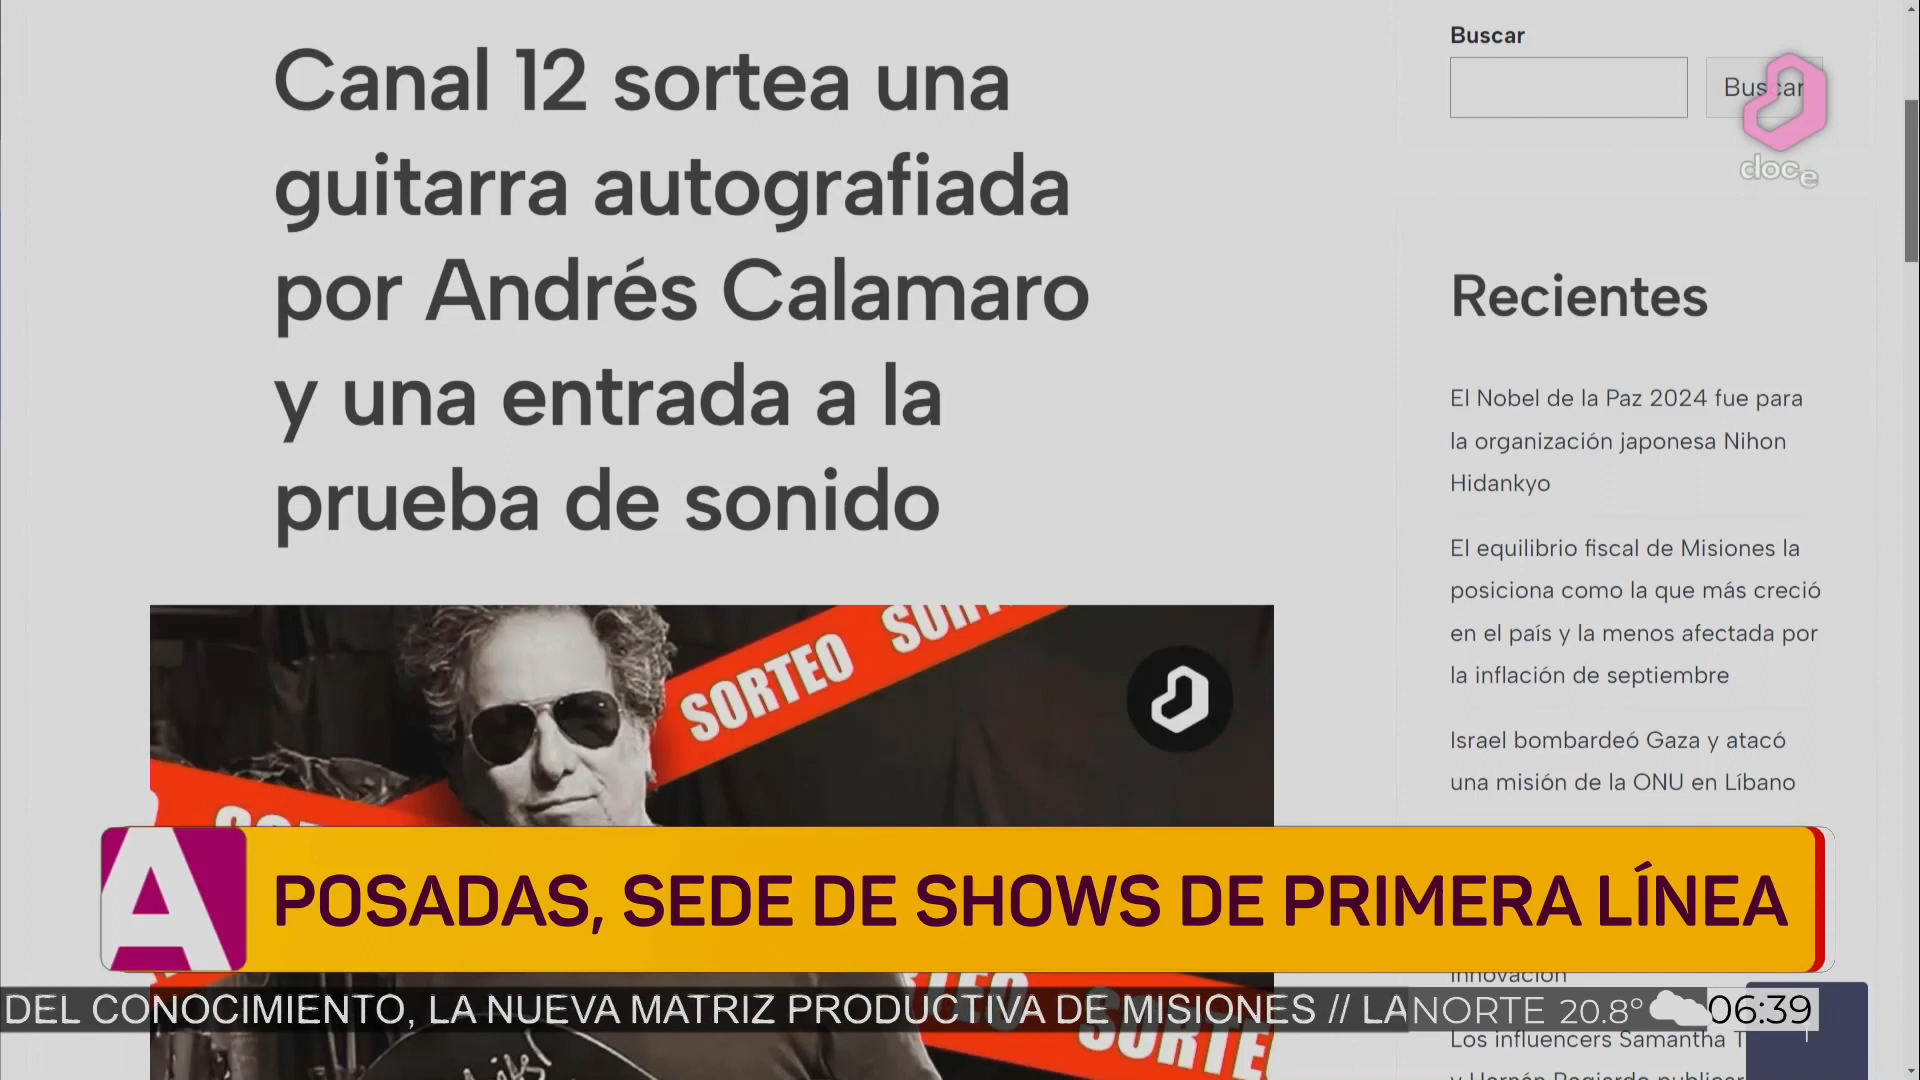 Canal 12 sortea una
guitarra autografiada
por Andrés Calamaro
y una entrada a la
prueba de sonido
Buscar
Buscar
doce
Recientes
El Nobel de la Paz 2024 fue para
la organización japonesa Nihon
Hidankyo
El equilibrio fiscal de Misiones la
posiciona como la que más creció
en el país y la menos afectada por
la inflación de septiembre
Israel bombardeó Gaza y atacó
una misión de la ONU en Líbano
SORTEO
A
POSADAS, SEDE DE SHOWS DE PRIMERA LÍNEA
innovación
DEL CONOCIMIENTO, LA NUEVA MATRIZ PRODUCTIVA DE MISIONES // LA
NORTE 20.8° 06:39
Los influencers Samantha T